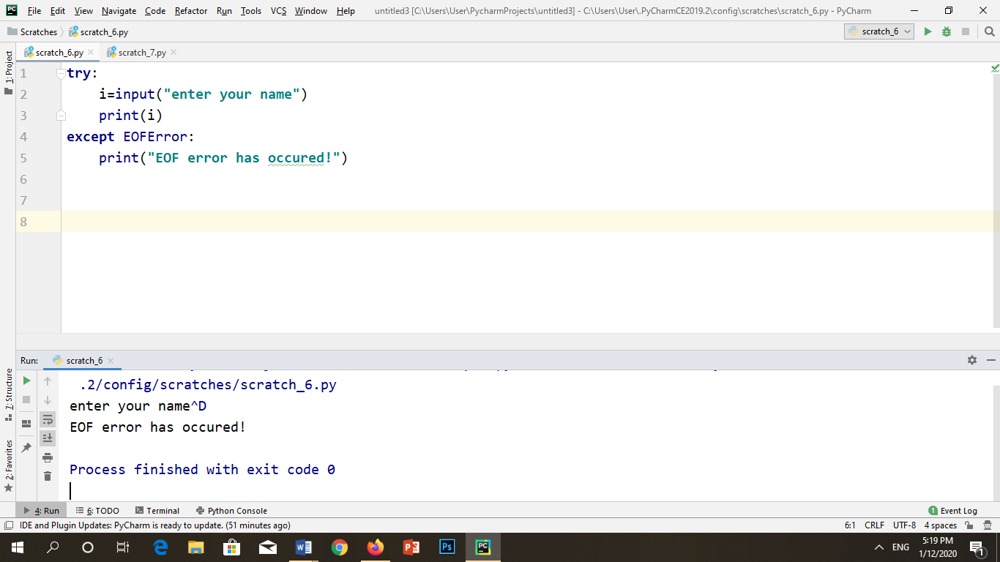 PC File Edit View Navigate Code Refactor Run Tools VCS Window Help untitled3 [C:\Users\User\PycharmProjects\untitled3] - C:\Users\User\.PyCharmCE2019.2\config\scratches\scratch_6.py - PyCharm
Scratches scratch_6.py scratch_6
scratch_6.py scratch_7.py
1: Project
1 try:
2 i=input("enter your name")
3 print(i)
4 except EOFError:
5 print("EOF error has occured!")
6
7
8
Run: scratch_6
7: Structure
2: Favorites
.2/config/scratches/scratch_6.py
enter your name^D
EOF error has occured!
Process finished with exit code 0
4: Run 6: TODO Terminal Python Console 1 Event Log
IDE and Plugin Updates: PyCharm is ready to update. (51 minutes ago) 6:1 CRLF UTF-8 4 spaces
ENG 5:19 PM
1/12/2020 1
Ps PC